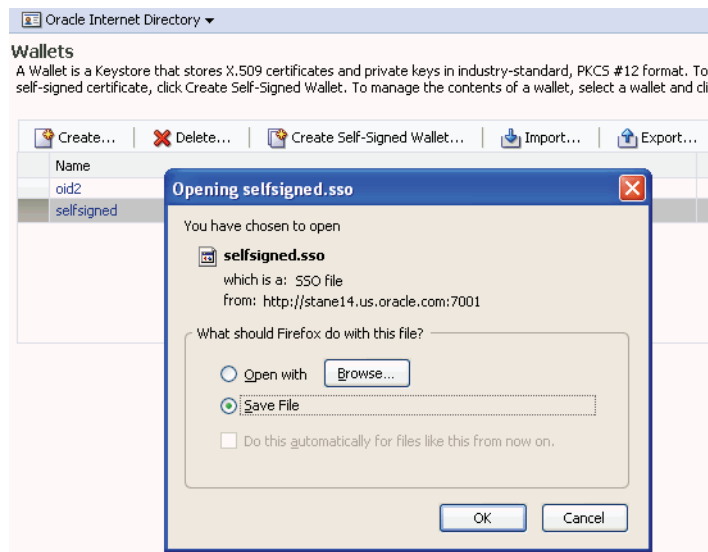 Oracle Internet Directory
Wallets
A Wallet is a Keystore that stores X.509 certificates and private keys in industry-standard, PKCS #12 format. To
self-signed certificate, click Create Self-Signed Wallet. To manage the contents of a wallet, select a wallet and cli
Create... Delete... Create Self-Signed Wallet... Import... Export...
Name
oid2
selfsigned
Opening selfsigned.sso
You have chosen to open
selfsigned.sso
which is a: SSO file
from: http://stane14.us.oracle.com:7001
What should Firefox do with this file?
Open with Browse...
Save File
Do this automatically for files like this from now on.
OK Cancel